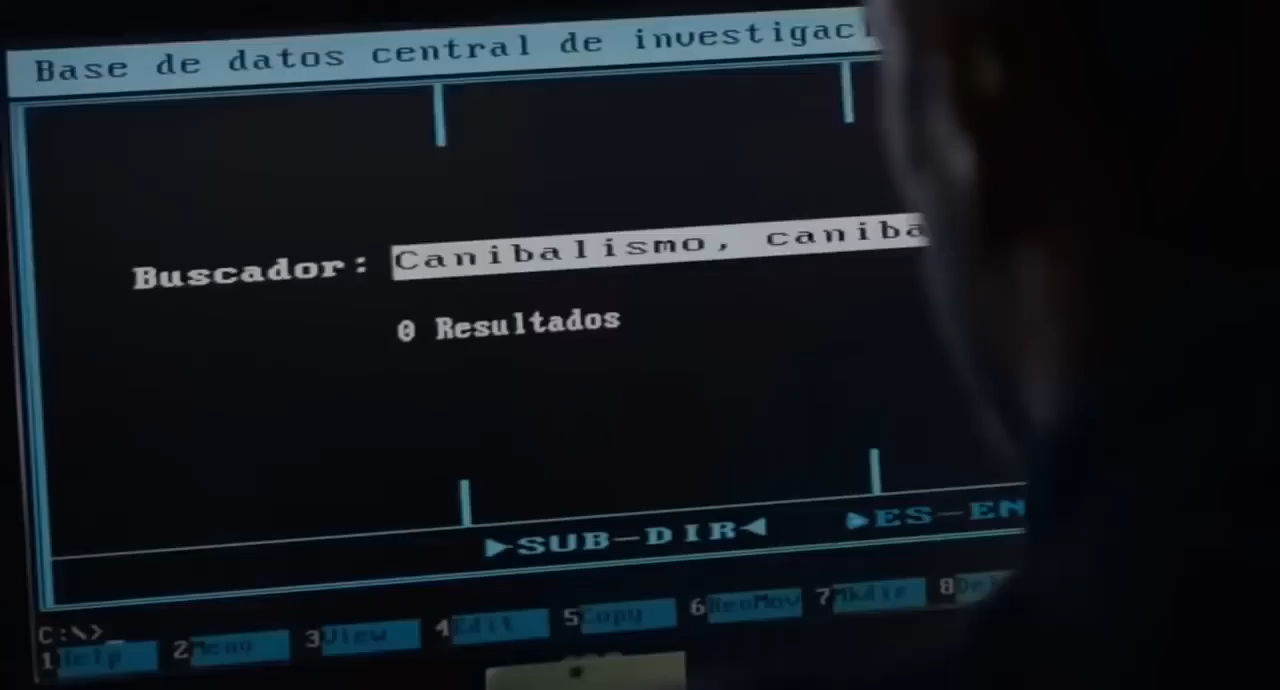 Base de datos central de investigac
Buscador: Canibalismo, caniba
0 Resultados
►SUB-DIR◄ ►ES-EN
C:\>_
1Help 2Menu 3View 4Edit 5Copy 6RenMov 7Mkdir 8